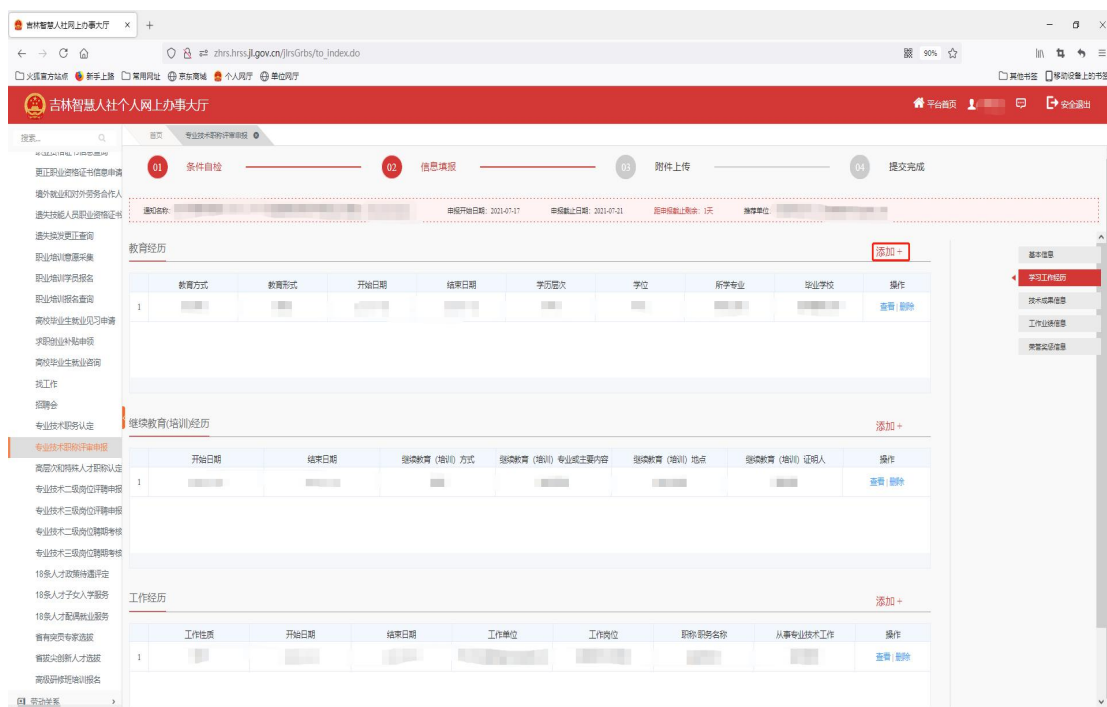 吉林智慧人社网上办事大厅 × +
zhrs.hrss.jl.gov.cn/jlrsGrbs/to_index.do 90%
火狐官方站点 新手上路 常用网址 京东商城 个人网厅 单位网厅 其他书签 移动设备上的书签
吉林智慧人社个人网上办事大厅 平台首页 安全退出
搜索... 首页 专业技术职称评审申报
01 条件自检 02 信息填报 03 附件上传 04 提交完成
通知名称: 申报开始日期: 2021-07-17 申报截止日期: 2021-07-21 距申报截止剩余: 1天 推荐单位:
更正职业资格证书信息申请
境外就业和对外劳务合作人
遗失技能人员职业资格证书
遗失换发更正查询
职业培训意愿采集
职业培训学员报名
职业培训报名查询
高校毕业生就业见习申请
求职创业补贴申领
高校毕业生就业咨询
找工作
招聘会
专业技术职务认定
专业技术职称评审申报
高层次和特殊人才职称认定
专业技术二级岗位评聘申报
专业技术三级岗位评聘申报
专业技术二级岗位聘期考核
专业技术三级岗位聘期考核
18条人才政策待遇评定
18条人才子女入学服务
18条人才配偶就业服务
省有突贡专家选拔
省拔尖创新人才选拔
高级研修班培训报名
劳动关系 >
教育经历 添加 +
教育方式 教育形式 开始日期 结束日期 学历层次 学位 所学专业 毕业学校 操作
1 查看 | 删除
继续教育(培训)经历 添加 +
开始日期 结束日期 继续教育 (培训) 方式 继续教育 (培训) 专业或主要内容 继续教育 (培训) 地点 继续教育 (培训) 证明人 操作
1 查看 | 删除
工作经历 添加 +
工作性质 开始日期 结束日期 工作单位 工作岗位 职称/职务名称 从事专业技术工作 操作
1 查看 | 删除
基本信息
学习工作经历
技术成果信息
工作业绩信息
荣誉奖惩信息